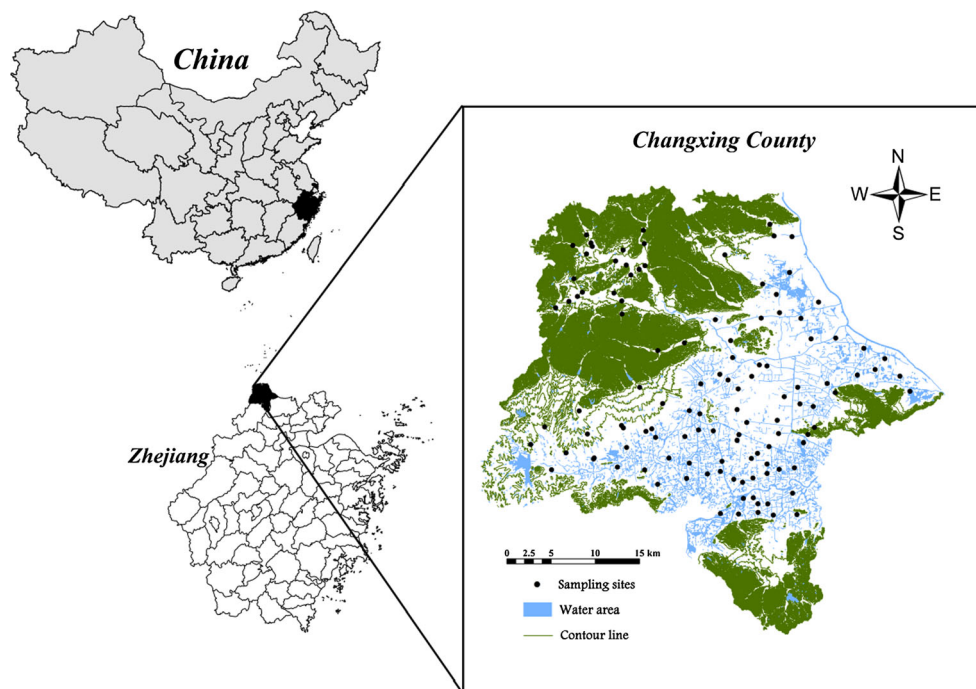 China
Changxing County
N
W E
S
Zhejiang
0 2.5 5 10 15 km
Sampling sites
Water area
Contour line